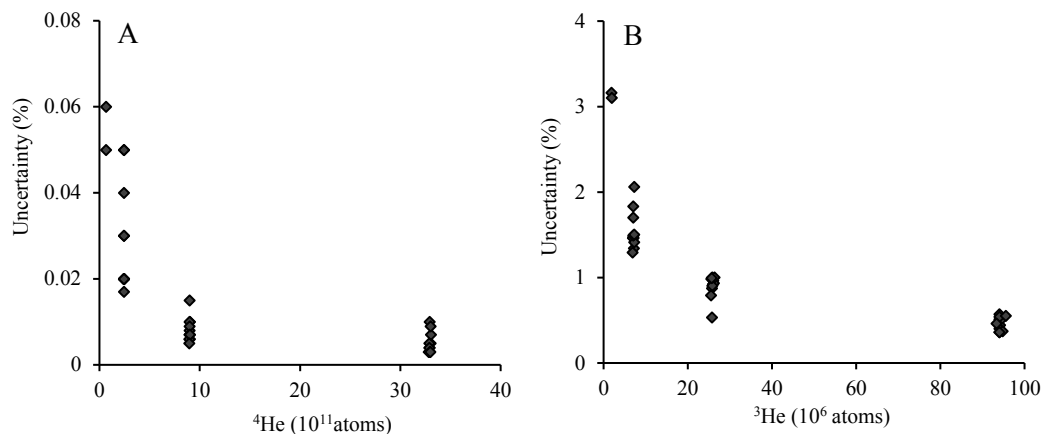 A
Uncertainty (%)
0.08
0.06
0.04
0.02
0
0 10 20 30 40
⁴He (10¹¹atoms)
B
Uncertainty (%)
4
3
2
1
0
0 20 40 60 80 100
³He (10⁶ atoms)